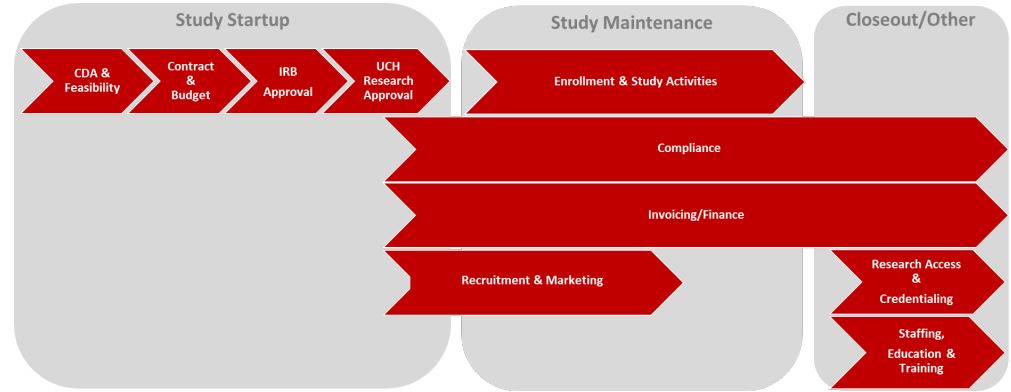 Study Startup
Study Maintenance
Closeout/Other
CDA &
Feasibility
Contract
&
Budget
IRB
Approval
UCH
Research
Approval
Enrollment & Study Activities
Compliance
Invoicing/Finance
Recruitment & Marketing
Research Access
&
Credentialing
Staffing,
Education &
Training